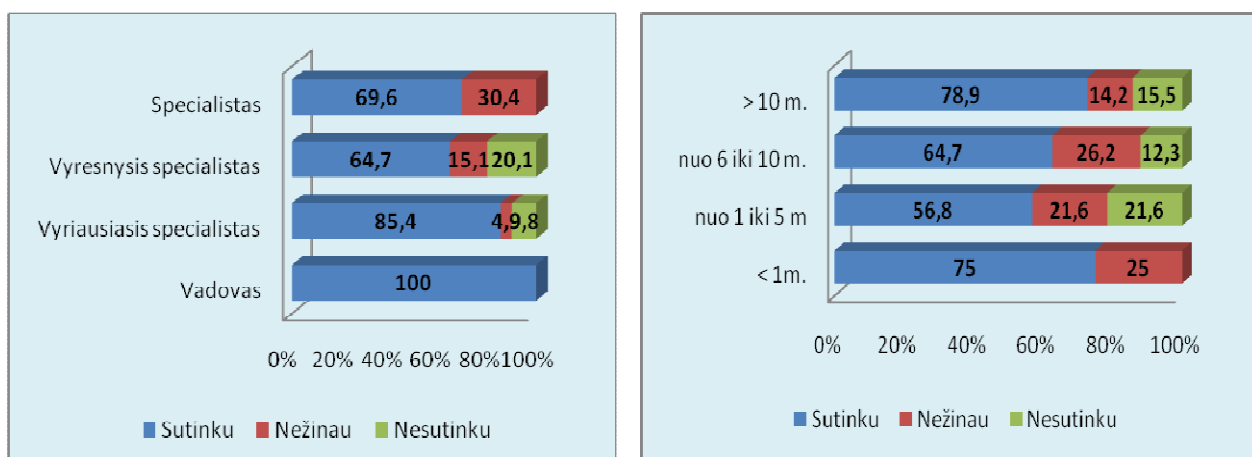 Specialistas 69,6 30,4
Vyresnysis specialistas 64,7 15,1 20,1
Vyriausiasis specialistas 85,4 4,9 9,8
Vadovas 100
0% 20% 40% 60% 80% 100%
Sutinku Nežinau Nesutinku
> 10 m. 78,9 14,2 15,5
nuo 6 iki 10 m. 64,7 26,2 12,3
nuo 1 iki 5 m 56,8 21,6 21,6
< 1m. 75 25
0% 20% 40% 60% 80% 100%
Sutinku Nežinau Nesutinku